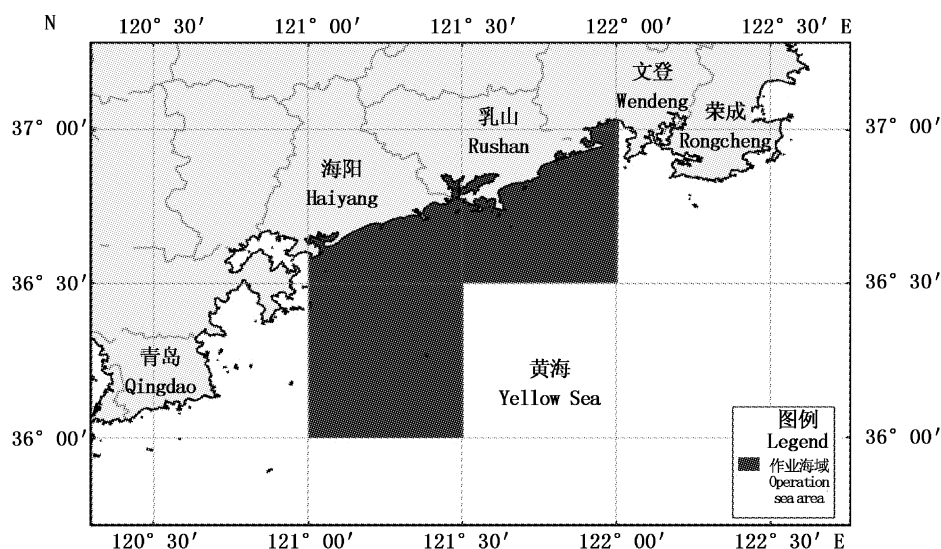 N 120° 30′ 121° 00′ 121° 30′ 122° 00′ 122° 30′ E
文登
Wendeng
荣成
Rongcheng
乳山
Rushan
37° 00′ 37° 00′
海阳
Haiyang
36° 30′ 36° 30′
青岛
Qingdao
黄海
Yellow Sea
36° 00′ 36° 00′
图例
Legend
作业海域
Operation
sea area
120° 30′ 121° 00′ 121° 30′ 122° 00′ 122° 30′ E